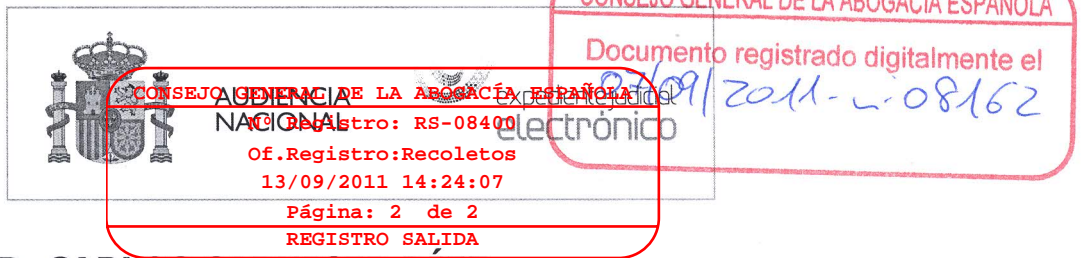 CONSEJO GENERAL DE LA ABOGACÍA ESPAÑOLA
Documento registrado digitalmente el
07/09/2011 - n. 08162
AUDIENCIA
NACIONAL
expediente judicial
electrónico
CONSEJO GENERAL DE LA ABOGACÍA ESPAÑOLA
Nº Registro: RS-08400
Of.Registro:Recoletos
13/09/2011 14:24:07
Página: 2 de 2
REGISTRO SALIDA